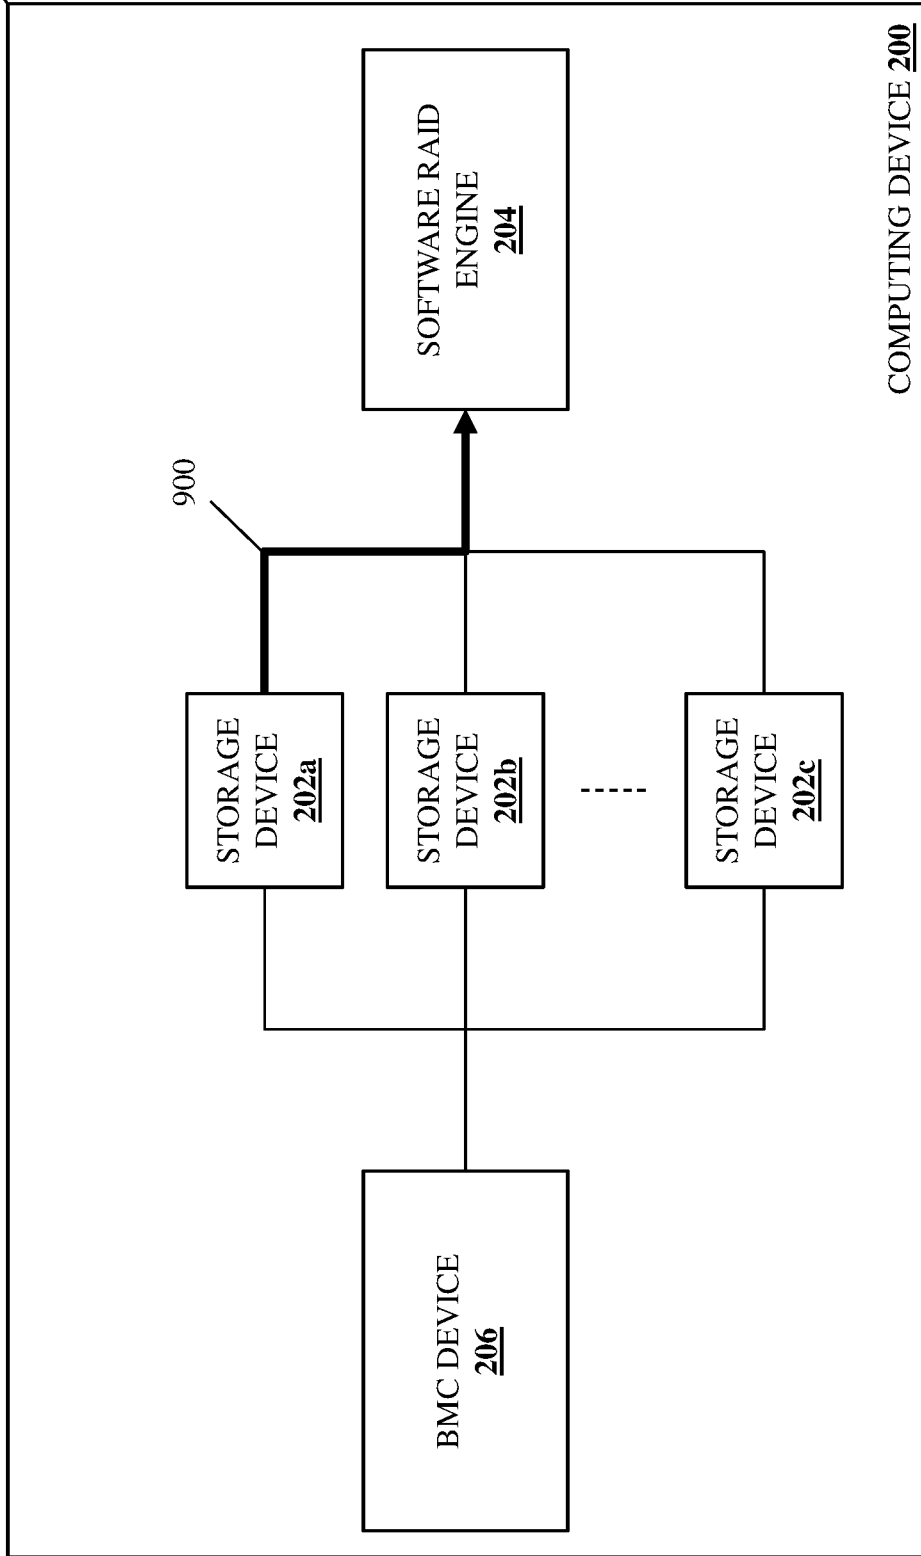 900
SOFTWARE RAID
ENGINE
204
STORAGE
DEVICE
202a
STORAGE
DEVICE
202b
STORAGE
DEVICE
202c
BMC DEVICE
206
COMPUTING DEVICE 200